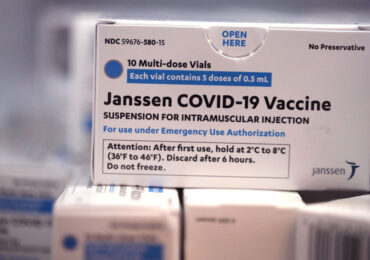 NDC 59676-580-15
OPEN
HERE
No Preservative
10 Multi-dose Vials
Each vial contains 5 doses of 0.5 mL
Janssen COVID-19 Vaccine
SUSPENSION FOR INTRAMUSCULAR INJECTION
For use under Emergency Use Authorization
Attention: After first use, hold at 2°C to 8°C
(36°F to 46°F). Discard after 6 hours.
Do not freeze.
janssen